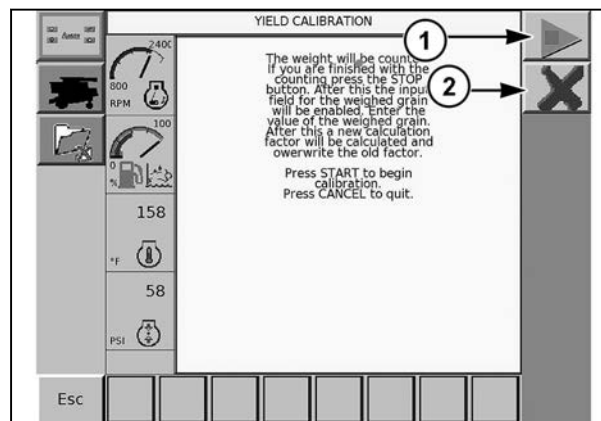 YIELD CALIBRATION
1
2
2400
800
RPM
100
0
%
158
°F
58
PSI
The weight will be
If you are finished with the
counting press the STOP
button. After this the input
field for the weighed grain
will be enabled. Enter the
value of the weighed grain.
After this a new calculation
factor will be calculated and
owerwrite the old factor.
Press START to begin
calibration.
Press CANCEL to quit.
Esc